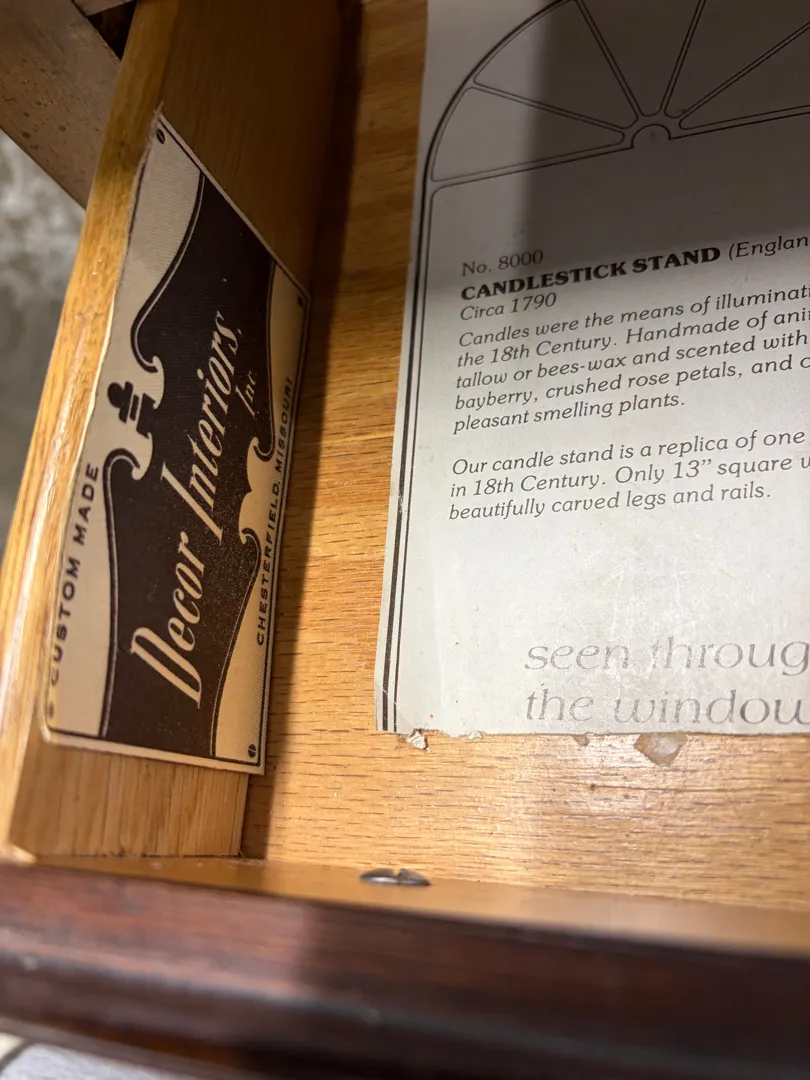 CUSTOM MADE
Decor Interiors,
Inc.
CHESTERFIELD, MISSOURI
No. 8000
CANDLESTICK STAND (Englan
Circa 1790
Candles were the means of illuminati
the 18th Century. Handmade of ani
tallow or bees-wax and scented with
bayberry, crushed rose petals, and o
pleasant smelling plants.
Our candle stand is a replica of one
in 18th Century. Only 13" square w
beautifully carved legs and rails.
seen throug
the window